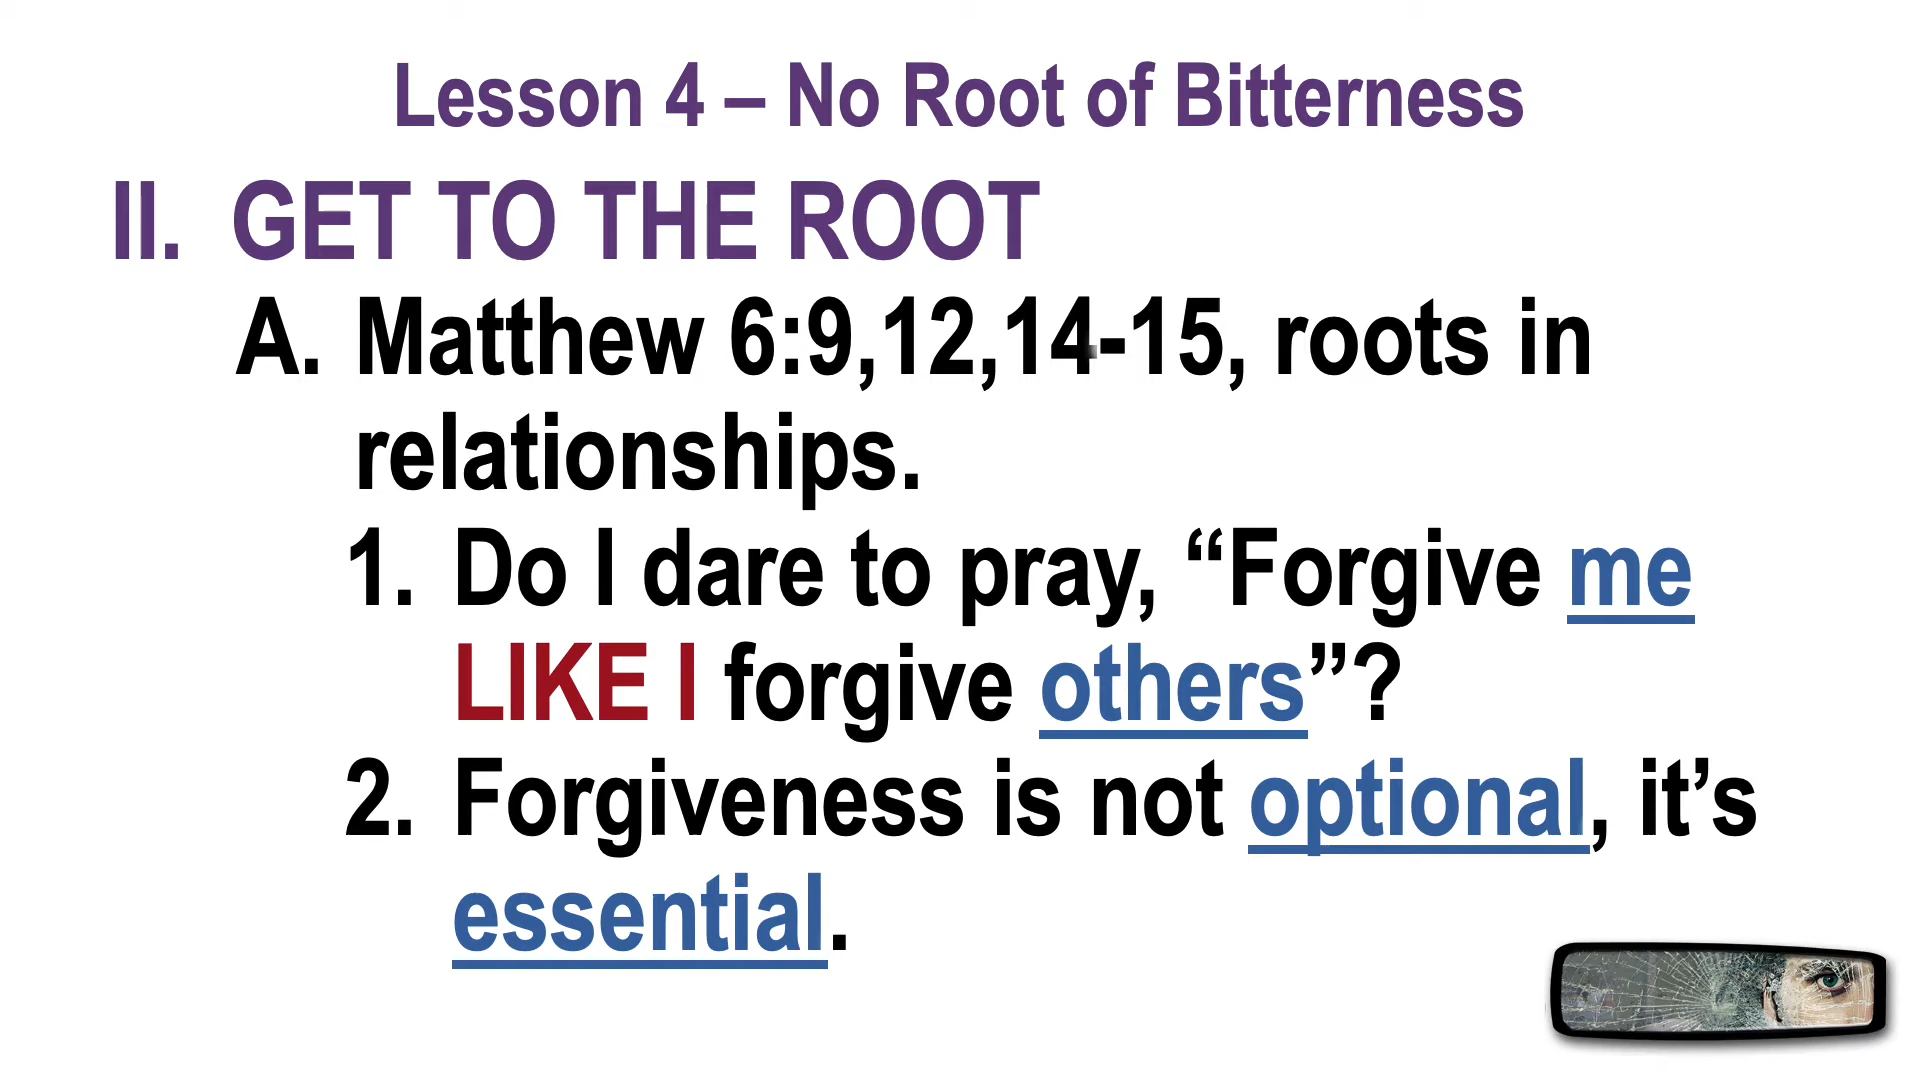 Lesson 4 – No Root of Bitterness
II. GET TO THE ROOT
A. Matthew 6:9,12,14-15, roots in
relationships.
1. Do I dare to pray, “Forgive me
LIKE I forgive others”?
2. Forgiveness is not optional, it’s
essential.